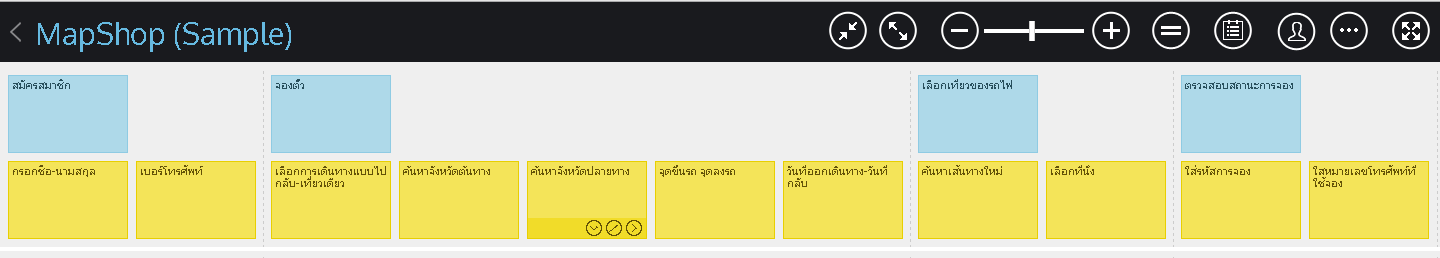 MapShop (Sample)
สมัครสมาชิก
จองตั๋ว
เลือกเที่ยวของรถไฟ
ตรวจสอบสถานะการจอง
กรอกชื่อ-นามสกุล
เบอร์โทรศัพท์
เลือกการเดินทางแบบไป
กลับ-เที่ยวเดียว
ค้นหาจังหวัดต้นทาง
ค้นหาจังหวัดปลายทาง
จุดขึ้นรถ จุดลงรถ
วันที่ออกเดินทาง-วันที่
กลับ
ค้นหาเส้นทางใหม่
เลือกที่นั่ง
ใส่รหัสการจอง
ใส่หมายเลขโทรศัพท์ที่
ใช้จอง